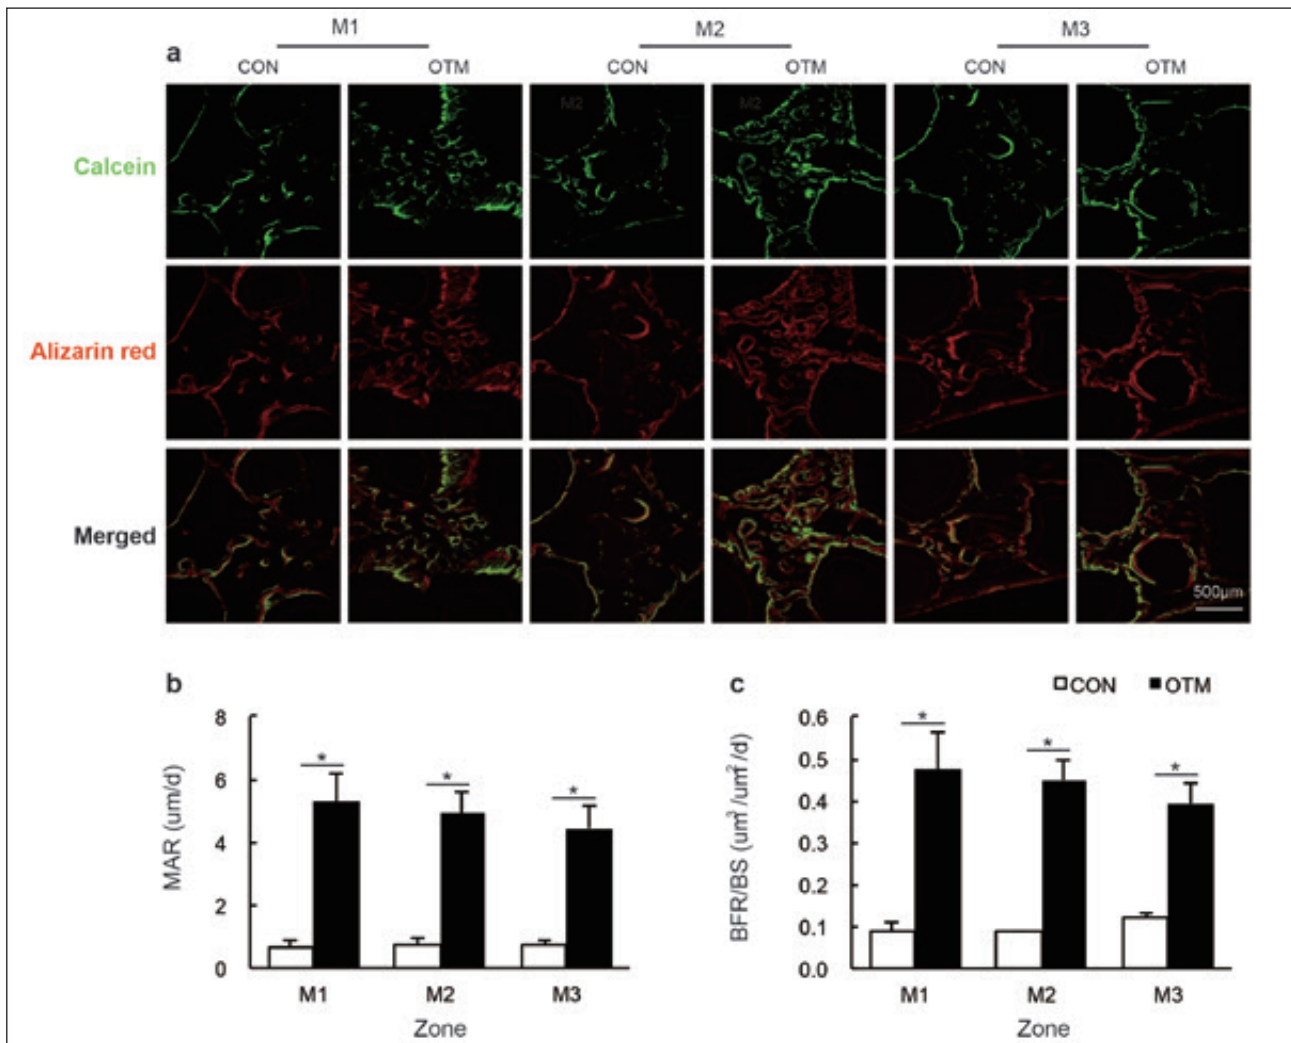 M1 M2 M3
a
CON OTM CON OTM CON OTM
M2 M2
Calcein
Alizarin red
Merged
500µm
b
MAR (um/d)
8
6
4
2
0
* * *
M1 M2 M3
Zone
c
CON OTM
BFR/BS (um³/um²/d)
0.6
0.5
0.4
0.3
0.2
0.1
0.0
* * *
M1 M2 M3
Zone